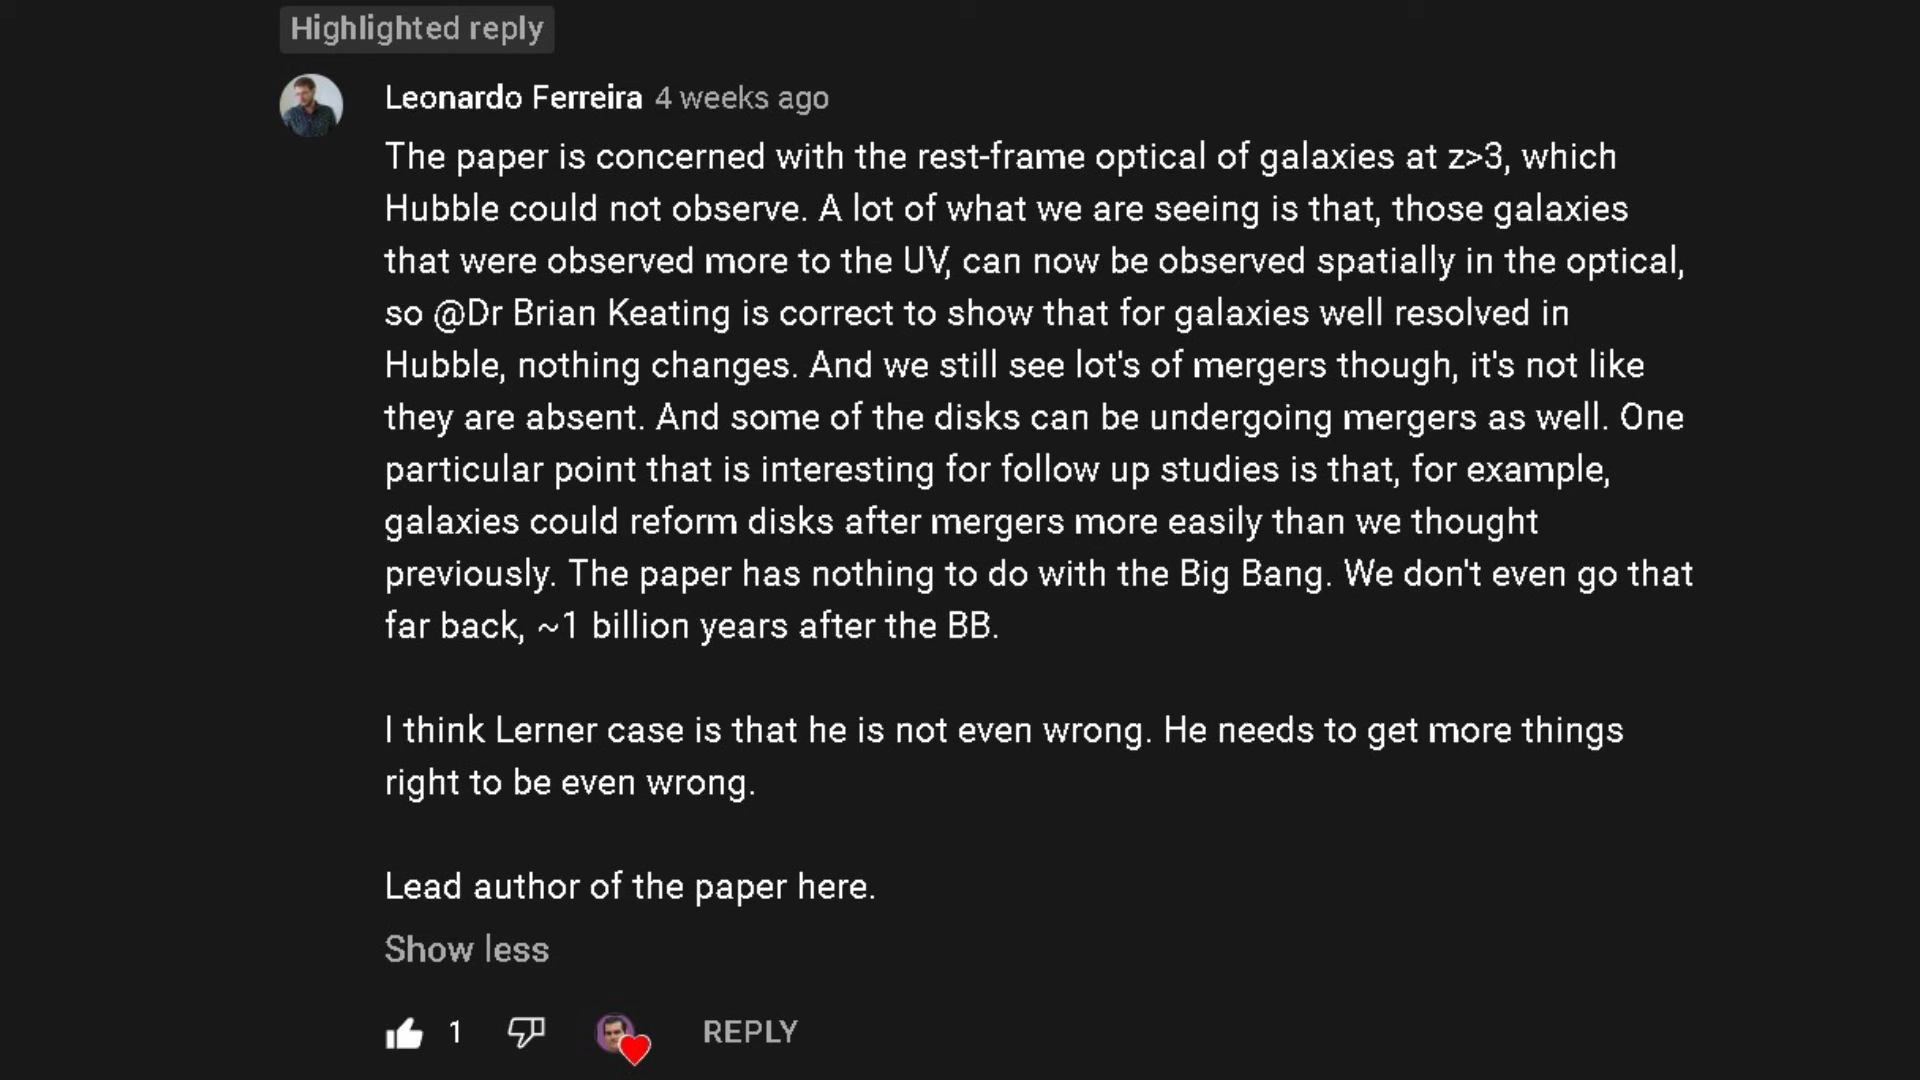 Highlighted reply
Leonardo Ferreira 4 weeks ago
The paper is concerned with the rest-frame optical of galaxies at z>3, which
Hubble could not observe. A lot of what we are seeing is that, those galaxies
that were observed more to the UV, can now be observed spatially in the optical,
so @Dr Brian Keating is correct to show that for galaxies well resolved in
Hubble, nothing changes. And we still see lot's of mergers though, it's not like
they are absent. And some of the disks can be undergoing mergers as well. One
particular point that is interesting for follow up studies is that, for example,
galaxies could reform disks after mergers more easily than we thought
previously. The paper has nothing to do with the Big Bang. We don't even go that
far back, ~1 billion years after the BB.
I think Lerner case is that he is not even wrong. He needs to get more things
right to be even wrong.
Lead author of the paper here.
Show less
1 REPLY